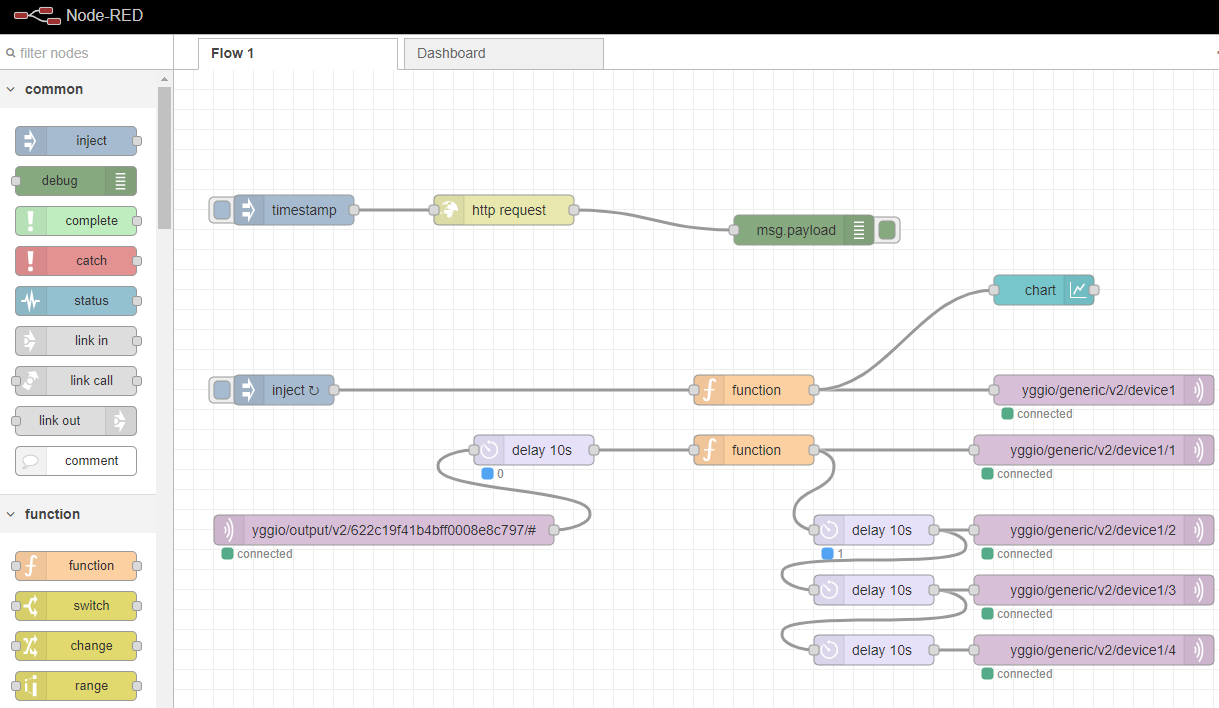 Node-RED
filter nodes
Flow 1
Dashboard
common
inject
debug
complete
catch
status
link in
link call
link out
comment
function
function
switch
change
range
timestamp
http request
msg.payload
chart
inject ↻
function
yggio/generic/v2/device1
connected
delay 10s
0
function
yggio/generic/v2/device1/1
connected
yggio/output/v2/622c19f41b4bff0008e8c797/#
connected
delay 10s
1
yggio/generic/v2/device1/2
connected
delay 10s
yggio/generic/v2/device1/3
connected
delay 10s
yggio/generic/v2/device1/4
connected